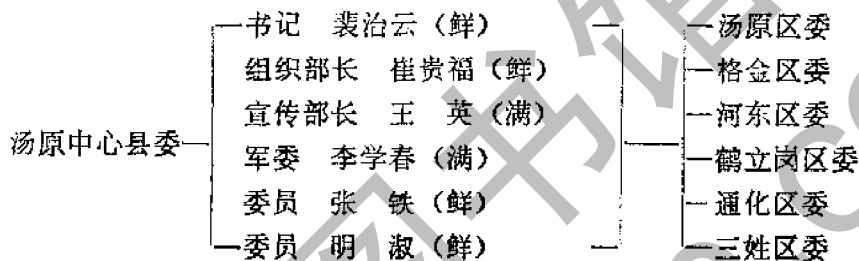 汤原中心县委
书记 裴治云（鲜）
组织部长 崔贵福（鲜）
宣传部长 王 英（满）
军委 李学春（满）
委员 张 铁（鲜）
委员 明 淑（鲜）
汤原区委
格金区委
河东区委
鹤立岗区委
通化区委
三姓区委